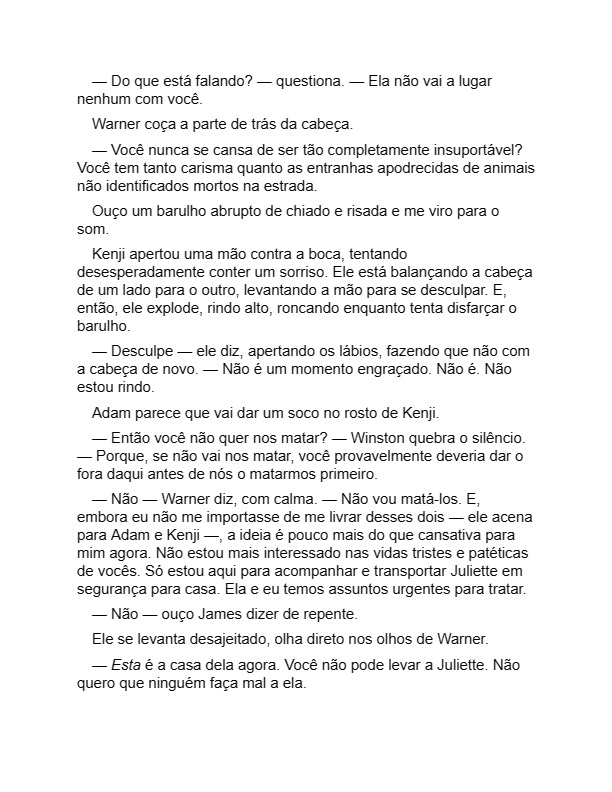 — Do que está falando? — questiona. — Ela não vai a lugar
nenhum com você.
Warner coça a parte de trás da cabeça.
— Você nunca se cansa de ser tão completamente insuportável?
Você tem tanto carisma quanto as entranhas apodrecidas de animais
não identificados mortos na estrada.
Ouço um barulho abrupto de chiado e risada e me viro para o
som.
Kenji apertou uma mão contra a boca, tentando
desesperadamente conter um sorriso. Ele está balançando a cabeça
de um lado para o outro, levantando a mão para se desculpar. E,
então, ele explode, rindo alto, roncando enquanto tenta disfarçar o
barulho.
— Desculpe — ele diz, apertando os lábios, fazendo que não com
a cabeça de novo. — Não é um momento engraçado. Não é. Não
estou rindo.
Adam parece que vai dar um soco no rosto de Kenji.
— Então você não quer nos matar? — Winston quebra o silêncio.
— Porque, se não vai nos matar, você provavelmente deveria dar o
fora daqui antes de nós o matarmos primeiro.
— Não — Warner diz, com calma. — Não vou matá-los. E,
embora eu não me importasse de me livrar desses dois — ele acena
para Adam e Kenji —, a ideia é pouco mais do que cansativa para
mim agora. Não estou mais interessado nas vidas tristes e patéticas
de vocês. Só estou aqui para acompanhar e transportar Juliette em
segurança para casa. Ela e eu temos assuntos urgentes para tratar.
— Não — ouço James dizer de repente.
Ele se levanta desajeitado, olha direto nos olhos de Warner.
— Esta é a casa dela agora. Você não pode levar a Juliette. Não
quero que ninguém faça mal a ela.